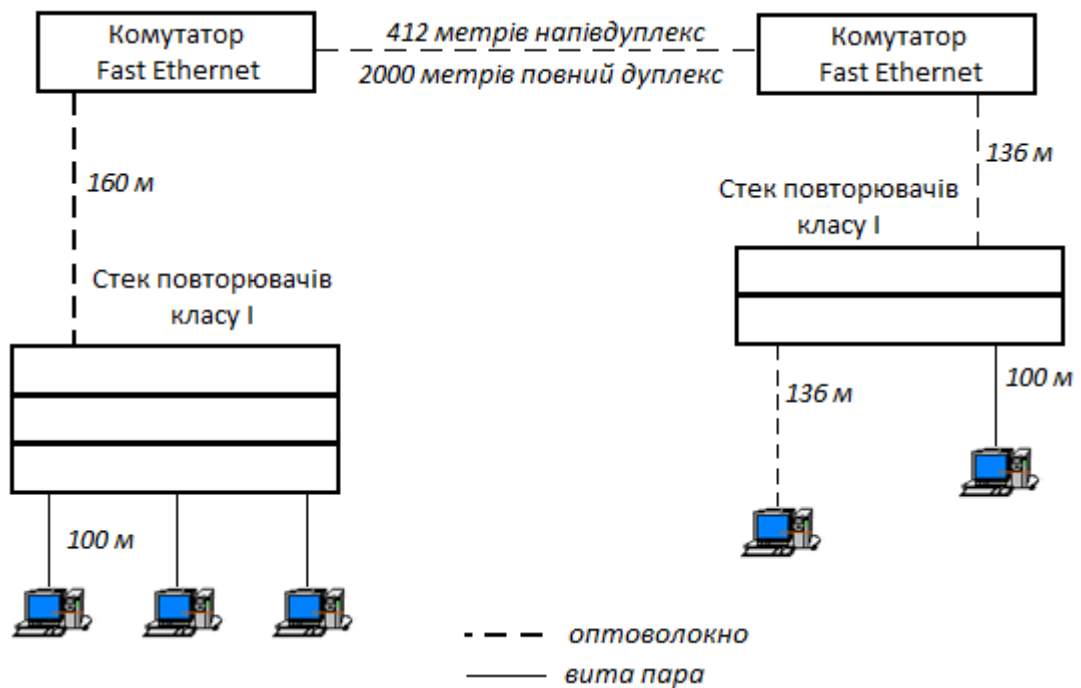 Комутатор
Fast Ethernet
412 метрів напівдуплекс
2000 метрів повний дуплекс
Комутатор
Fast Ethernet
160 м
136 м
Стек повторювачів
класу І
Стек повторювачів
класу І
136 м
100 м
100 м
оптоволокно
вита пара